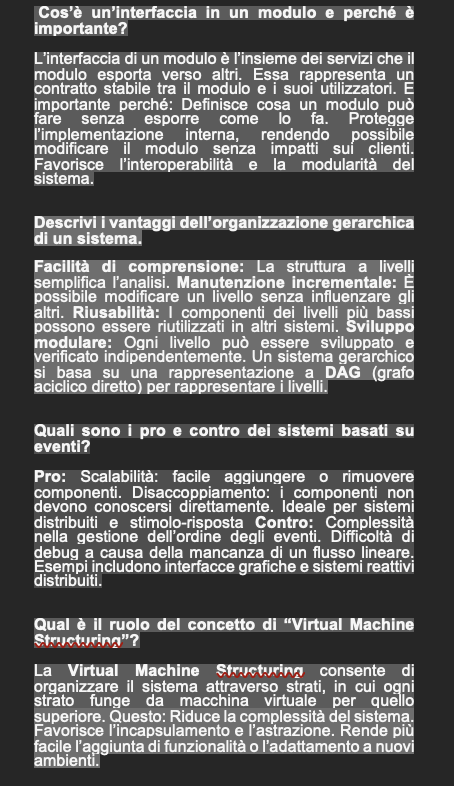 Cos'è un'interfaccia in un modulo e perché è
importante?
L'interfaccia di un modulo è l'insieme dei servizi che il
modulo esporta verso altri. Essa rappresenta un
contratto stabile tra il modulo e i suoi utilizzatori. È
importante perché: Definisce cosa un modulo può
fare senza esporre come lo fa. Protegge
l'implementazione interna, rendendo possibile
modificare il modulo senza impatti sui clienti.
Favorisce l'interoperabilità e la modularità del
sistema.
Descrivi i vantaggi dell'organizzazione gerarchica
di un sistema.
Facilità di comprensione: La struttura a livelli
semplifica l'analisi. Manutenzione incrementale: È
possibile modificare un livello senza influenzare gli
altri. Riusabilità: I componenti dei livelli più bassi
possono essere riutilizzati in altri sistemi. Sviluppo
modulare: Ogni livello può essere sviluppato e
verificato indipendentemente. Un sistema gerarchico
si basa su una rappresentazione a DAG (grafo
aciclico diretto) per rappresentare i livelli.
Quali sono i pro e contro dei sistemi basati su
eventi?
Pro: Scalabilità: facile aggiungere o rimuovere
componenti. Disaccoppiamento: i componenti non
devono conoscersi direttamente. Ideale per sistemi
distribuiti e stimolo-risposta Contro: Complessità
nella gestione dell'ordine degli eventi. Difficoltà di
debug a causa della mancanza di un flusso lineare.
Esempi includono interfacce grafiche e sistemi reattivi
distribuiti.
Qual è il ruolo del concetto di “Virtual Machine
Structuring”?
La Virtual Machine Structuring consente di
organizzare il sistema attraverso strati, in cui ogni
strato funge da macchina virtuale per quello
superiore. Questo: Riduce la complessità del sistema.
Favorisce l'incapsulamento e l'astrazione. Rende più
facile l'aggiunta di funzionalità o l'adattamento a nuovi
ambienti.